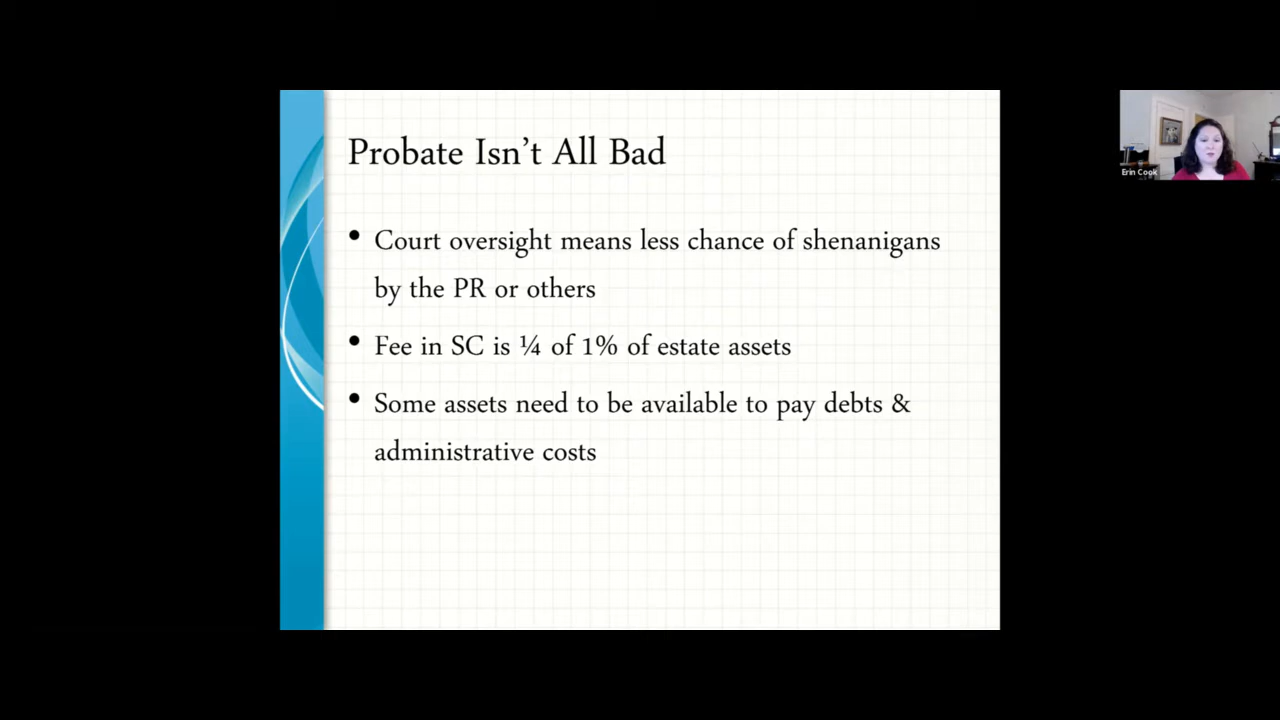 Probate Isn’t All Bad
• Court oversight means less chance of shenanigans
by the PR or others
• Fee in SC is ¼ of 1% of estate assets
• Some assets need to be available to pay debts &
administrative costs
Erin Cook